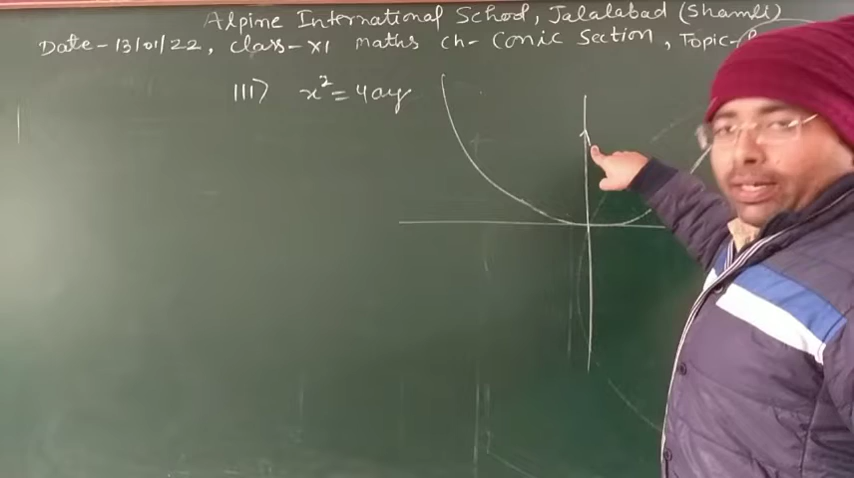 Alpine International School, Jalalabad (Shamli)
Date-13/01/22, class-XI maths ch- Conic Section, Topic-
III) x²=4ay